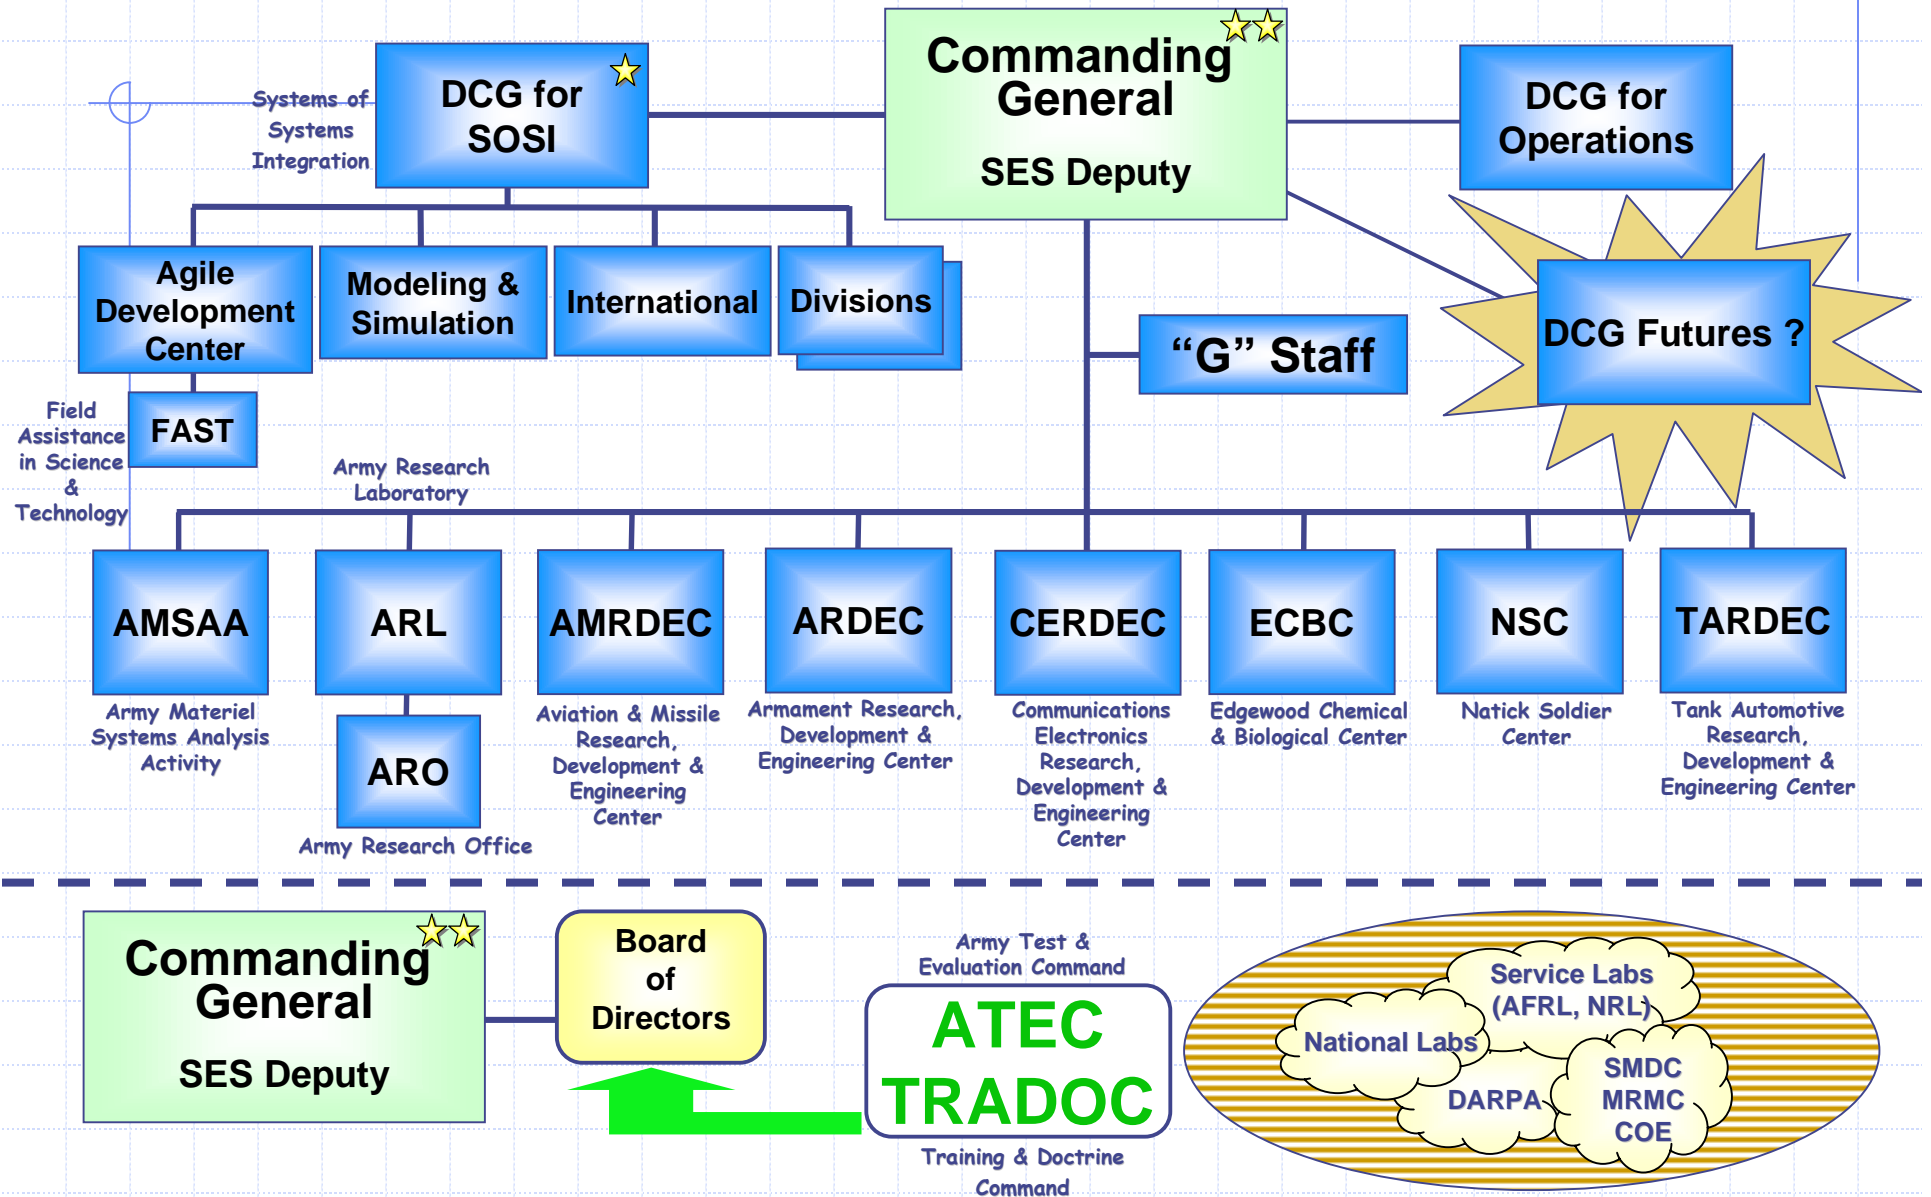 Systems of
Systems
Integration
DCG for
SOSI
Commanding
General
SES Deputy
DCG for
Operations
Agile
Development
Center
Modeling &
Simulation
International
Divisions
“G” Staff
DCG Futures ?
Field
Assistance
in Science
&
Technology
FAST
Army Research
Laboratory
AMSAA
ARL
AMRDEC
ARDEC
CERDEC
ECBC
NSC
TARDEC
Army Materiel
Systems Analysis
Activity
ARO
Army Research Office
Aviation & Missile
Research,
Development &
Engineering
Center
Armament Research,
Development &
Engineering Center
Communications
Electronics
Research,
Development &
Engineering
Center
Edgewood Chemical
& Biological Center
Natick Soldier
Center
Tank Automotive
Research,
Development &
Engineering Center
Commanding
General
SES Deputy
Board
of
Directors
Army Test &
Evaluation Command
ATEC
TRADOC
Training & Doctrine
Command
Service Labs
(AFRL, NRL)
National Labs
DARPA
SMDC
MRMC
COE